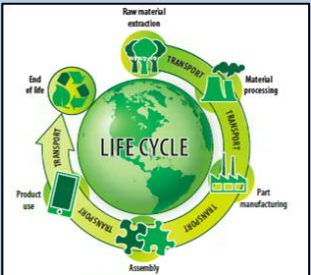 Raw material
extraction
TRANSPORT
Material
processing
TRANSPORT
Part
manufacturing
TRANSPORT
Assembly
TRANSPORT
Product
use
TRANSPORT
End
of life
LIFE CYCLE